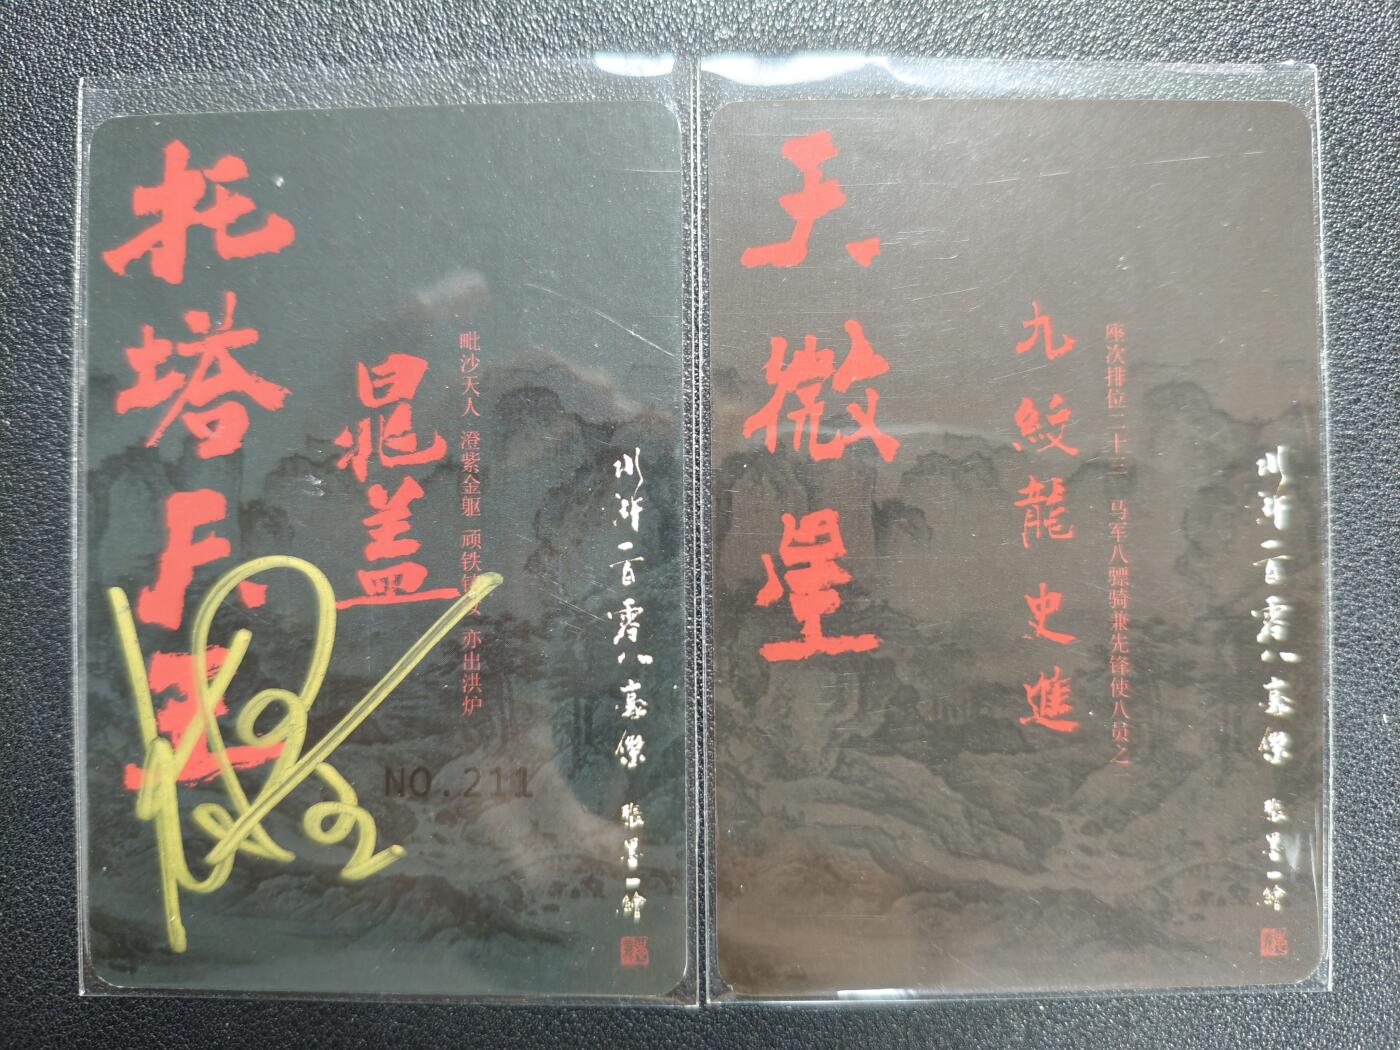 托塔天王
晁盖
毗沙天人 澄紫金躯 顽铁 亦出洪炉
NO.211
水浒一百零八豪傑 張墨一繪
天微星
九紋龍 史進
座次排位二十三 马军八骠骑兼先锋使八员之一
水浒一百零八豪傑 張墨一繪